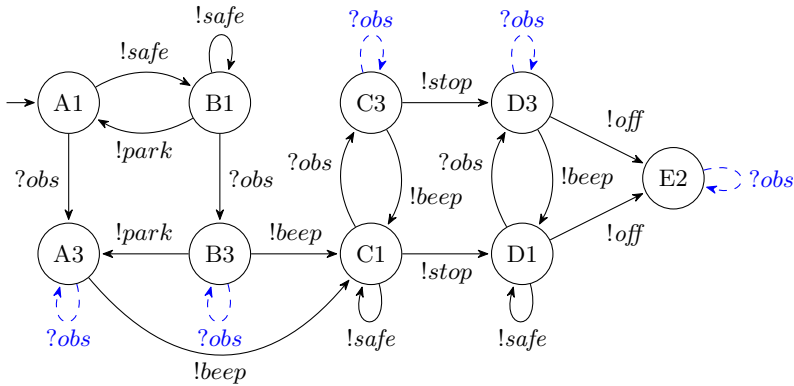 !safe
?obs
?obs
!safe
!stop
A1
B1
C3
D3
!off
!park
?obs
?obs
?obs
!beep
?obs
!beep
E2
?obs
!park
!beep
!off
A3
B3
C1
!stop
D1
?obs
?obs
!safe
!safe
!beep